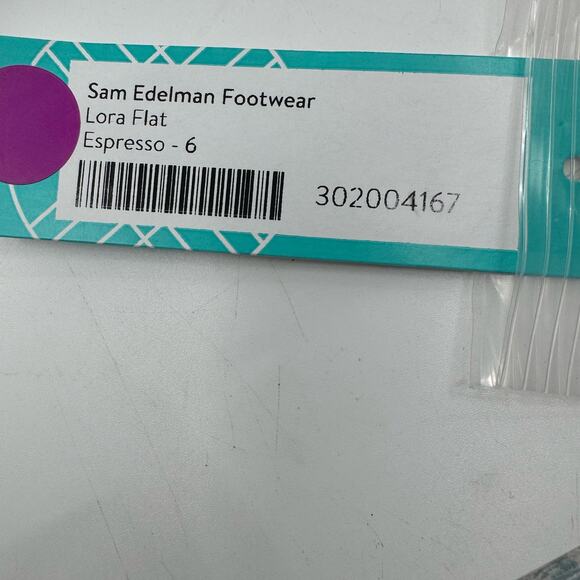 Sam Edelman Footwear
Lora Flat
Espresso - 6
302004167